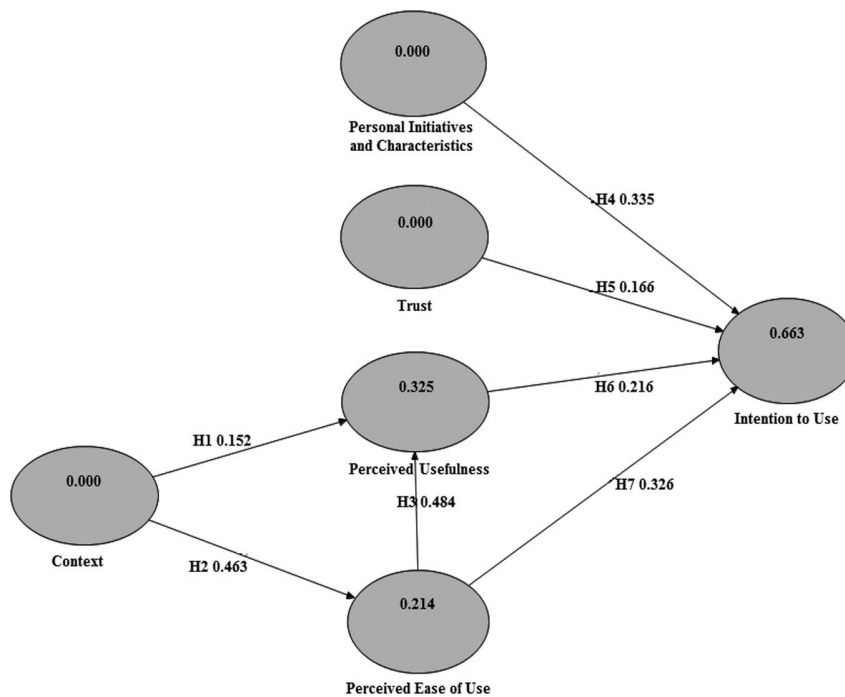 0.000
Personal Initiatives
and Characteristics
H4 0.335
0.000
Trust
H5 0.166
0.663
Intention to Use
0.325
Perceived Usefulness
H6 0.216
H1 0.152
0.000
Context
H3 0.484
H7 0.326
H2 0.463
0.214
Perceived Ease of Use